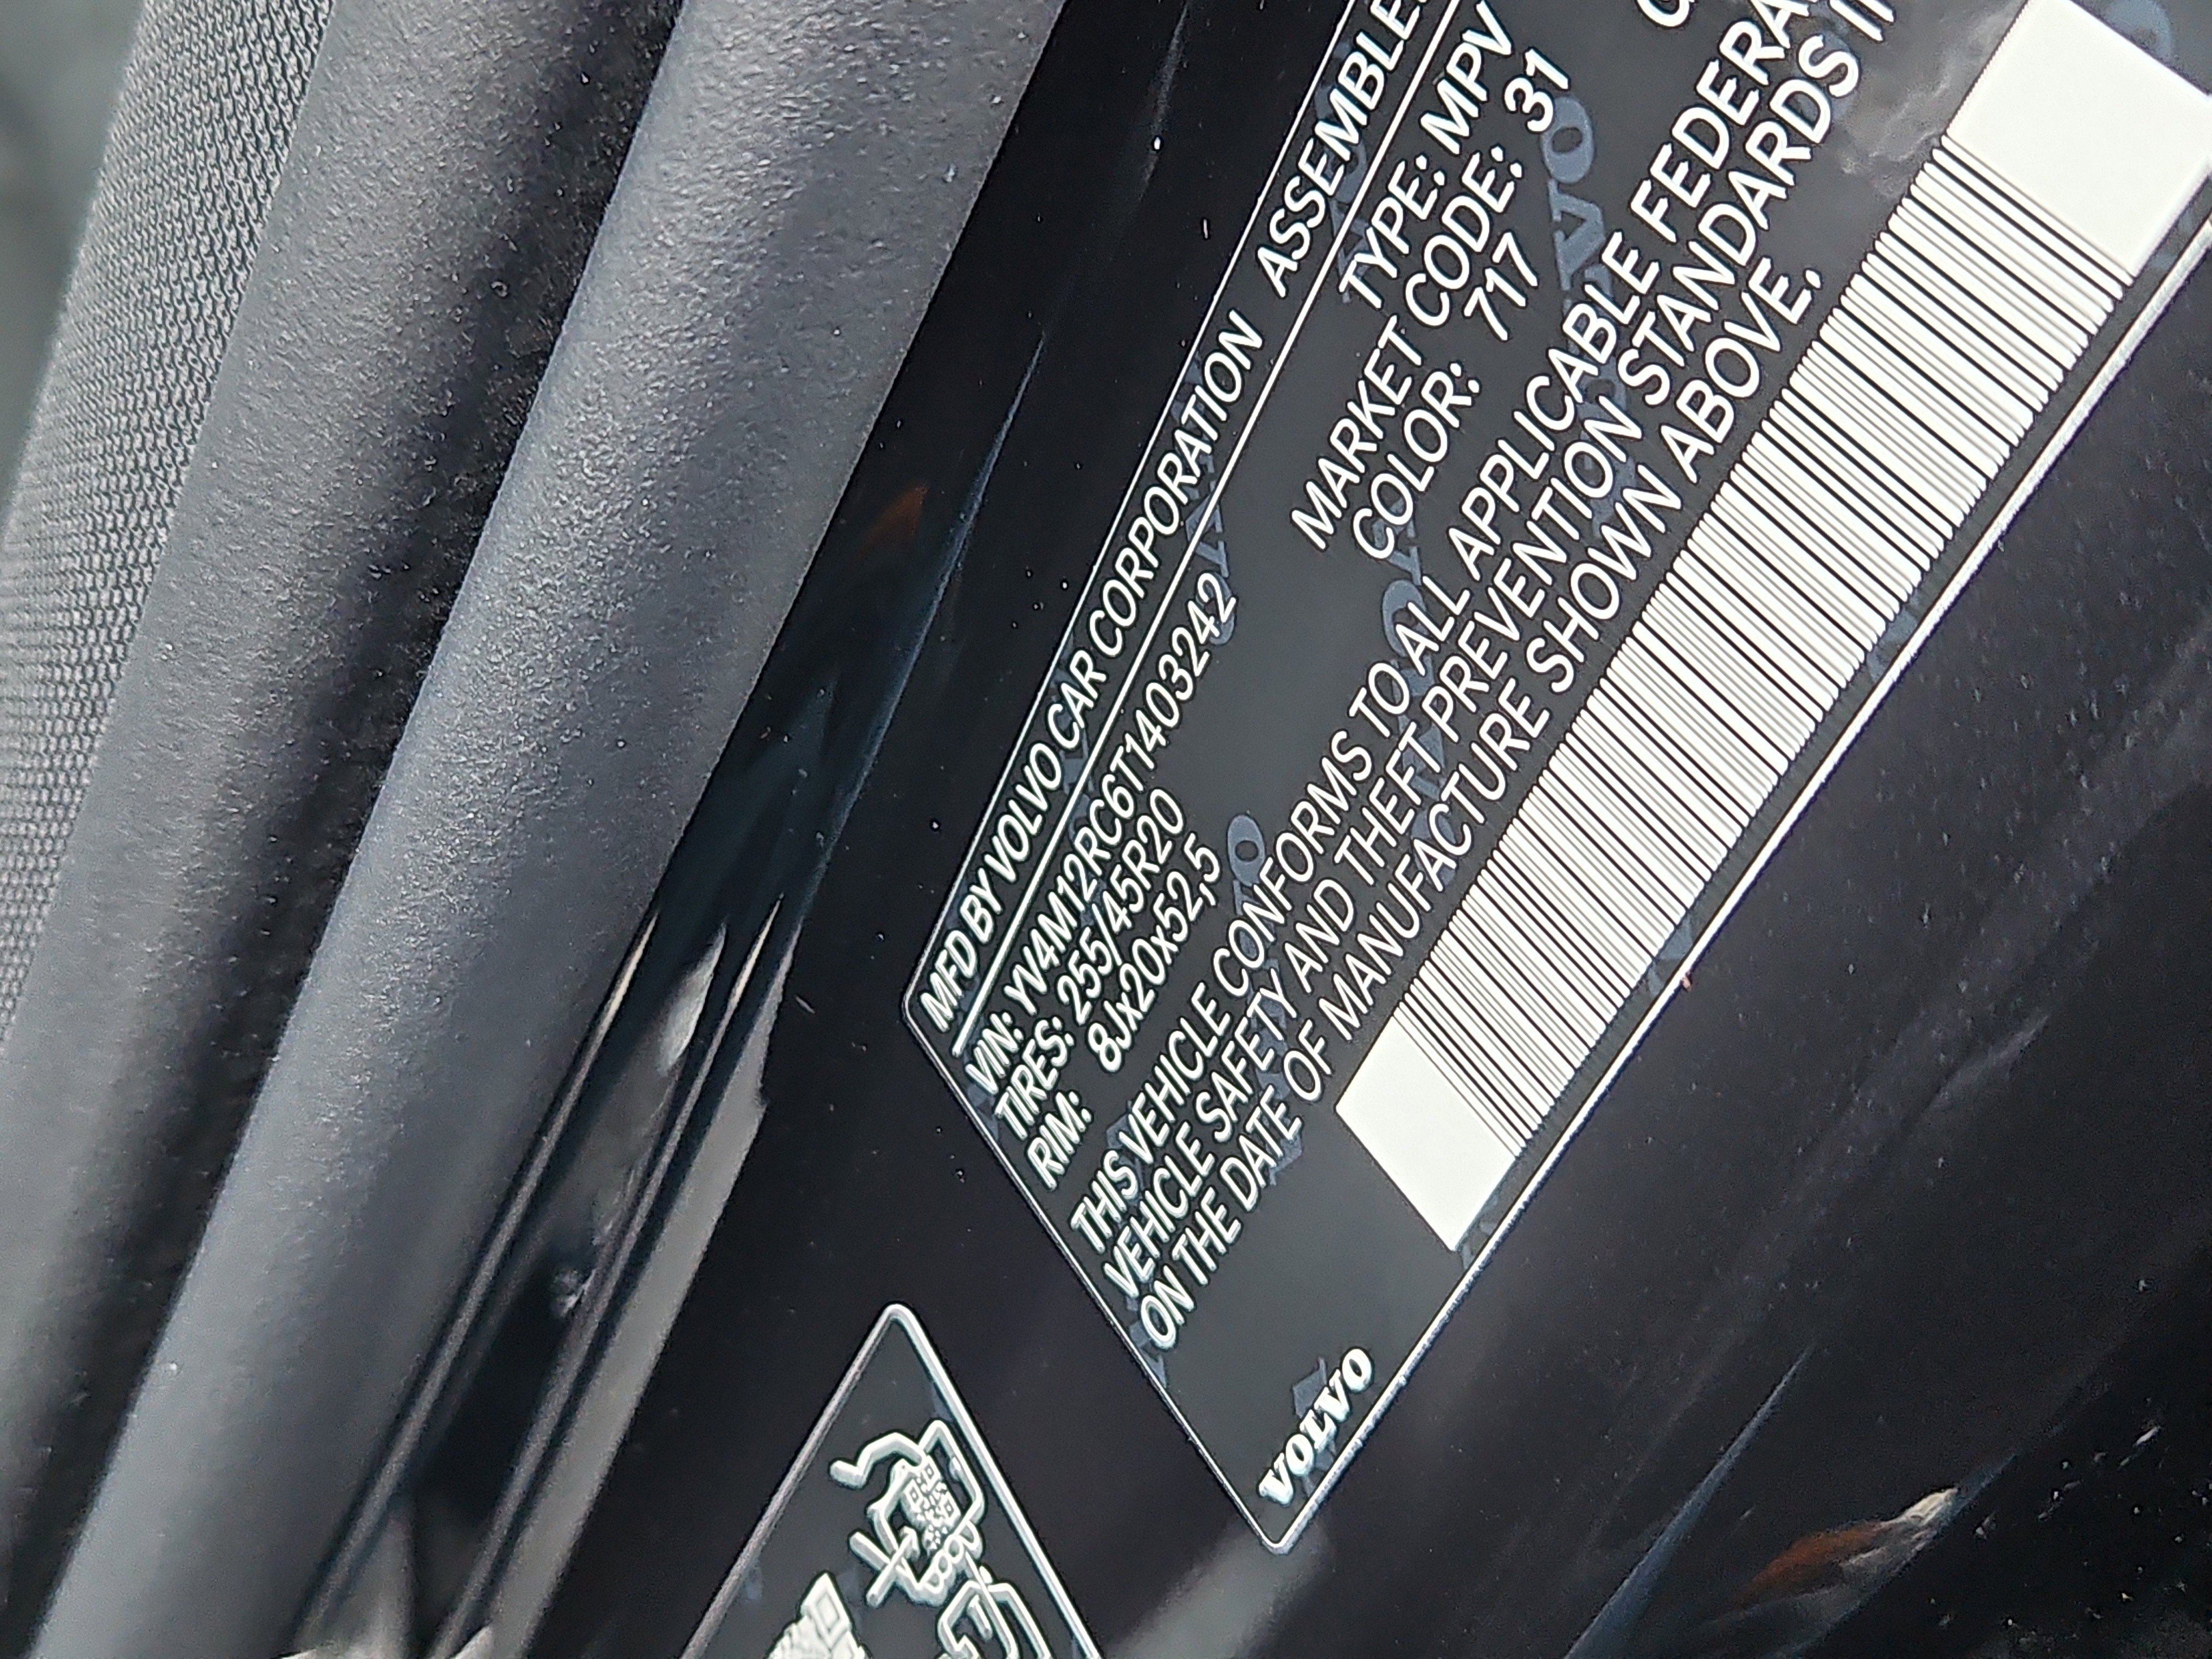 MFD BY VOLVO CAR CORPORATION ASSEMBLE
VIN: YV4M12RC6T1403242 TYPE: MPV
TIRES: 255/45R20 MARKET CODE: 31
RIM: 8Jx20x52,5 COLOR: 717
THIS VEHICLE CONFORMS TO ALL APPLICABLE FEDERA
VEHICLE SAFETY AND THEFT PREVENTION STANDARDS
ON THE DATE OF MANUFACTURE SHOWN ABOVE.
VOLVO